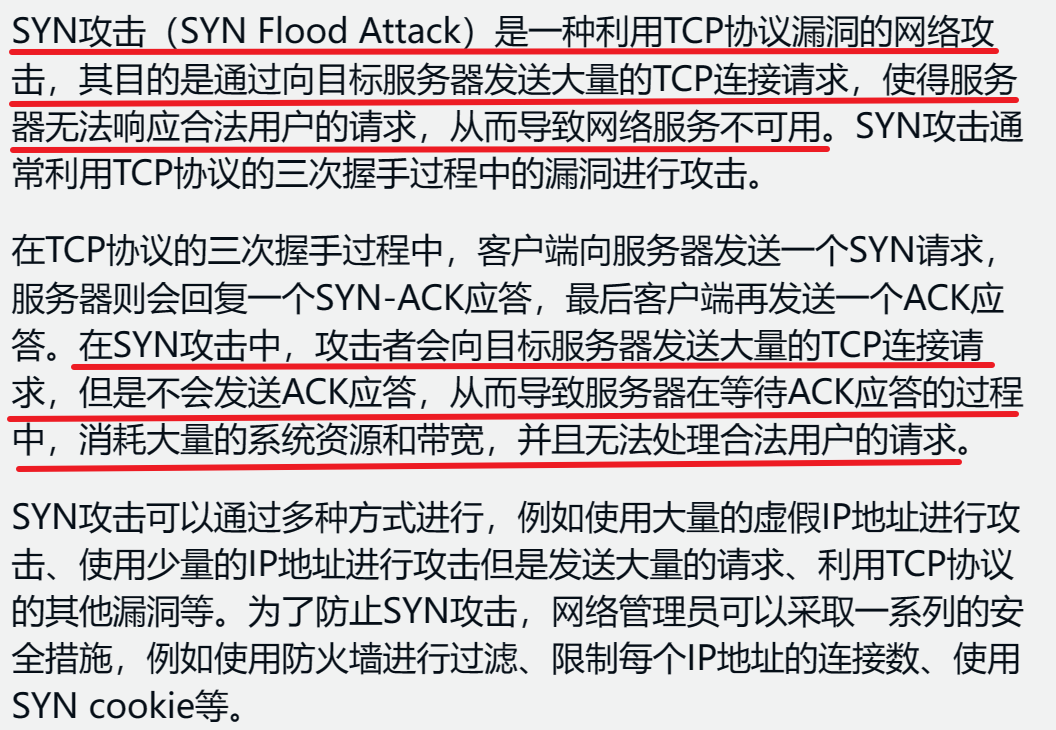 SYN攻击（SYN Flood Attack）是一种利用TCP协议漏洞的网络攻
击，其目的是通过向目标服务器发送大量的TCP连接请求，使得服务
器无法响应合法用户的请求，从而导致网络服务不可用。SYN攻击通
常利用TCP协议的三次握手过程中的漏洞进行攻击。
在TCP协议的三次握手过程中，客户端向服务器发送一个SYN请求，
服务器则会回复一个SYN-ACK应答，最后客户端再发送一个ACK应
答。在SYN攻击中，攻击者会向目标服务器发送大量的TCP连接请
求，但是不会发送ACK应答，从而导致服务器在等待ACK应答的过程
中，消耗大量的系统资源和带宽，并且无法处理合法用户的请求。
SYN攻击可以通过多种方式进行，例如使用大量的虚假IP地址进行攻
击、使用少量的IP地址进行攻击但是发送大量的请求、利用TCP协议
的其他漏洞等。为了防止SYN攻击，网络管理员可以采取一系列的安
全措施，例如使用防火墙进行过滤、限制每个IP地址的连接数、使用
SYN cookie等。